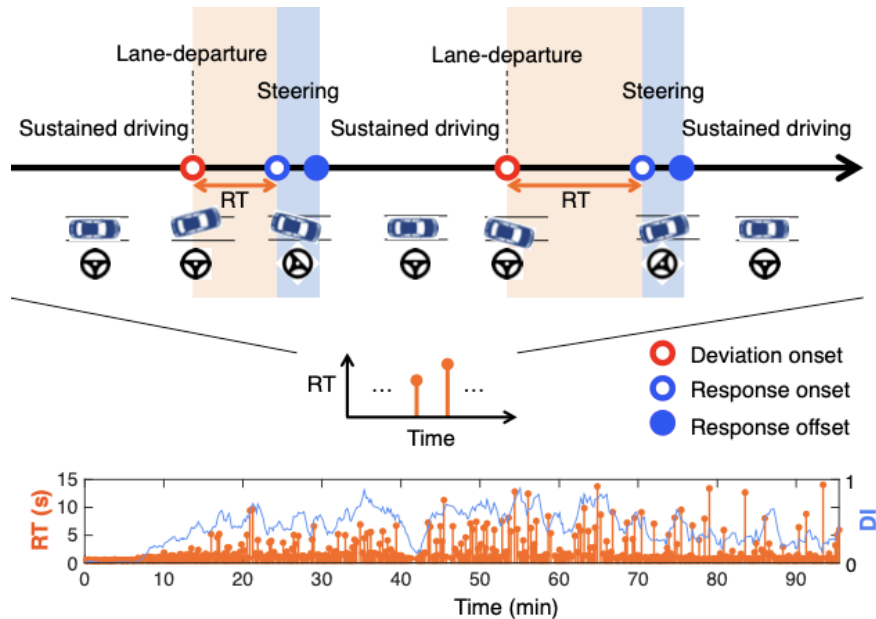 Lane-departure Lane-departure
Steering Steering
Sustained driving Sustained driving Sustained driving
RT RT
Deviation onset
RT ... ...
Response onset
Time
Response offset
15 1
10
5
0 0
RT (s)
DI
0 10 20 30 40 50 60 70 80 90
Time (min)